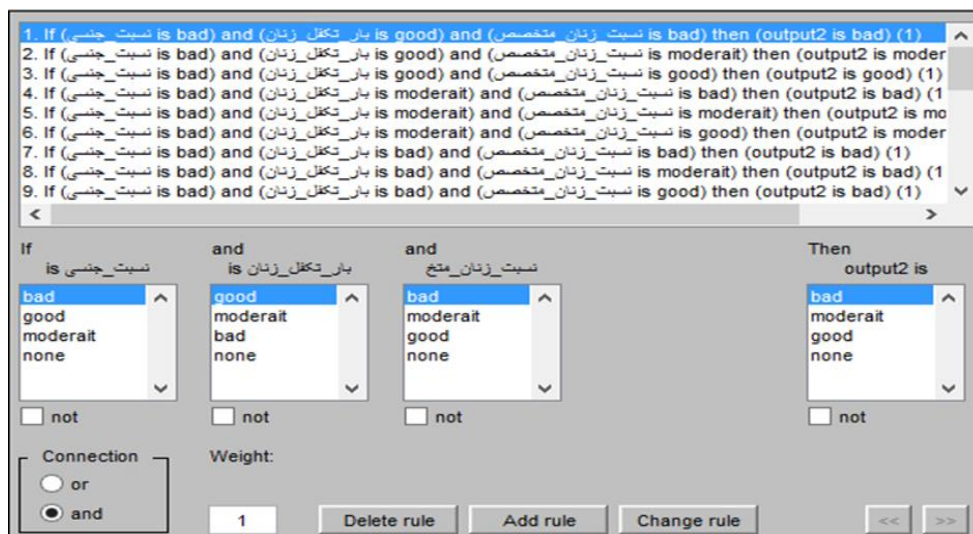 1. If (نسبت_جنسی is bad) and (بار_تکفل_زنان is good) and (نسبت_زنان_متخصص is bad) then (output2 is bad) (1)
2. If (نسبت_جنسی is bad) and (بار_تکفل_زنان is good) and (نسبت_زنان_متخصص is moderait) then (output2 is moder
3. If (نسبت_جنسی is bad) and (بار_تکفل_زنان is good) and (نسبت_زنان_متخصص is good) then (output2 is good) (1)
4. If (نسبت_جنسی is bad) and (بار_تکفل_زنان is moderait) and (نسبت_زنان_متخصص is bad) then (output2 is bad) (1
5. If (نسبت_جنسی is bad) and (بار_تکفل_زنان is moderait) and (نسبت_زنان_متخصص is moderait) then (output2 is mo
6. If (نسبت_جنسی is bad) and (بار_تکفل_زنان is moderait) and (نسبت_زنان_متخصص is good) then (output2 is moder
7. If (نسبت_جنسی is bad) and (بار_تکفل_زنان is bad) and (نسبت_زنان_متخصص is bad) then (output2 is bad) (1)
8. If (نسبت_جنسی is bad) and (بار_تکفل_زنان is bad) and (نسبت_زنان_متخصص is moderait) then (output2 is bad) (1
9. If (نسبت_جنسی is bad) and (بار_تکفل_زنان is bad) and (نسبت_زنان_متخصص is good) then (output2 is bad) (1)
If
نسبت_جنسی is
bad
good
moderait
none
not
and
بار_تکفل_زنان is
good
moderait
bad
none
not
and
نسبت_زنان_متخ
bad
moderait
good
none
not
Then
output2 is
bad
moderait
good
none
not
Connection
or
and
Weight:
1
Delete rule
Add rule
Change rule
<<
>>